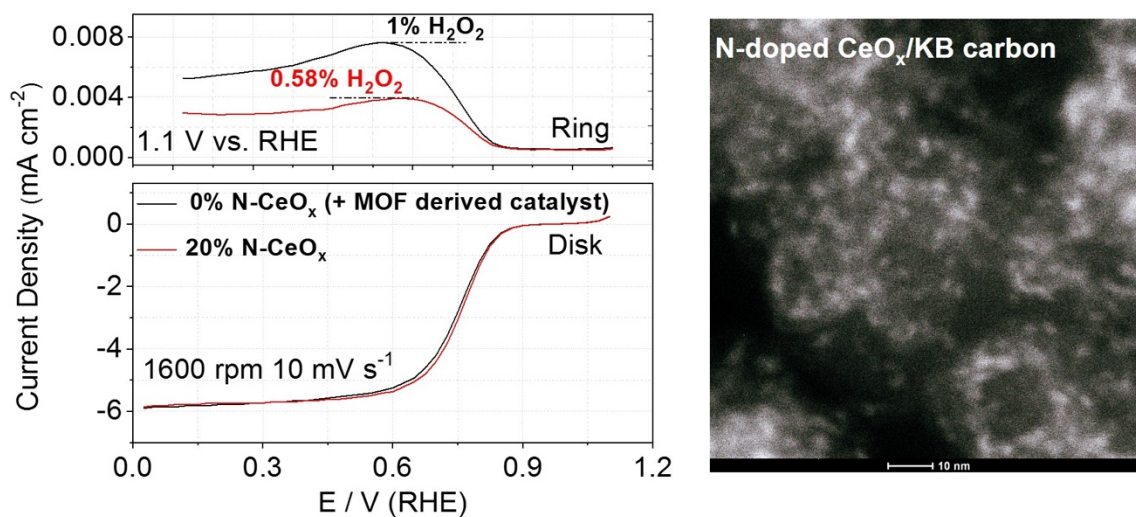 0.008
0.004
0.000
1% H₂O₂
0.58% H₂O₂
1.1 V vs. RHE
Ring
Current Density (mA cm⁻²)
0
-2
-4
-6
0% N-CeOₓ (+ MOF derived catalyst)
20% N-CeOₓ
Disk
1600 rpm 10 mV s⁻¹
0.0 0.3 0.6 0.9 1.2
E / V (RHE)
N-doped CeOₓ/KB carbon
10 nm